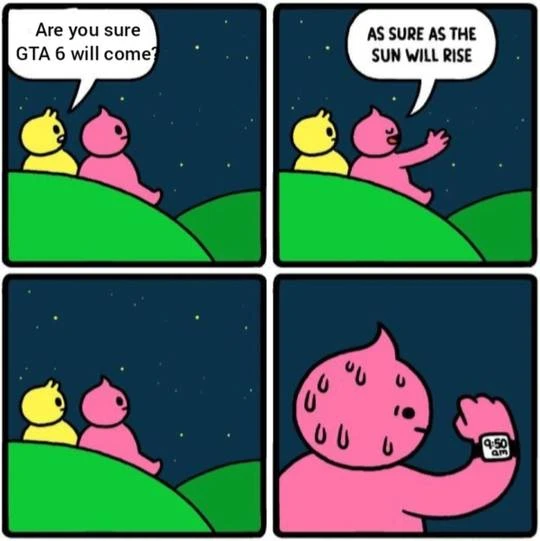 Are you sure
GTA 6 will come?
AS SURE AS THE
SUN WILL RISE
9:50
am